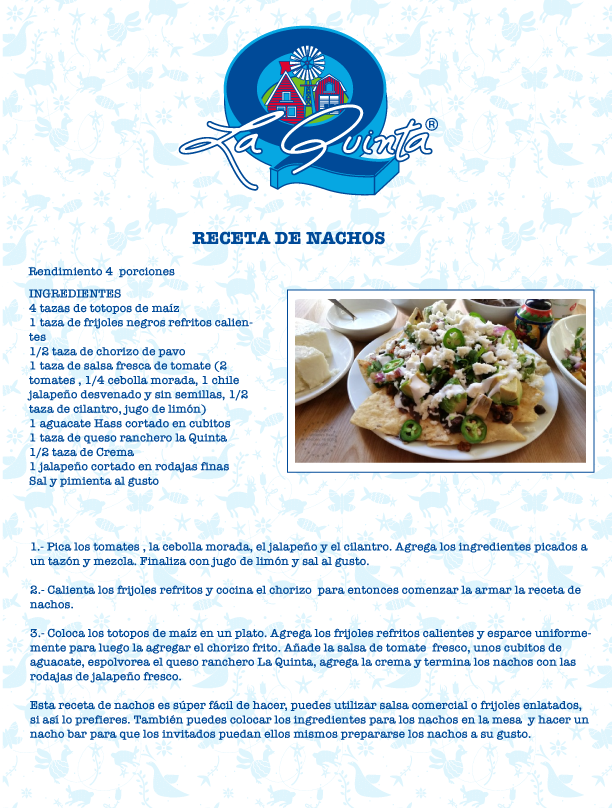 La Quinta®
RECETA DE NACHOS
Rendimiento 4  porciones
INGREDIENTES
4 tazas de totopos de maíz
1 taza de frijoles negros refritos calien-
tes
1/2 taza de chorizo de pavo
1 taza de salsa fresca de tomate (2
tomates , 1/4 cebolla morada, 1 chile
jalapeño desvenado y sin semillas, 1/2
taza de cilantro, jugo de limón)
1 aguacate Hass cortado en cubitos
1 taza de queso ranchero la Quinta
1/2 taza de Crema
1 jalapeño cortado en rodajas finas
Sal y pimienta al gusto
1.- Pica los tomates , la cebolla morada, el jalapeño y el cilantro. Agrega los ingredientes picados a
un tazón y mezcla. Finaliza con jugo de limón y sal al gusto.
2.- Calienta los frijoles refritos y cocina el chorizo  para entonces comenzar la armar la receta de
nachos.
3.- Coloca los totopos de maíz en un plato. Agrega los frijoles refritos calientes y esparce uniforme-
mente para luego la agregar el chorizo frito. Añade la salsa de tomate  fresco, unos cubitos de
aguacate, espolvorea el queso ranchero La Quinta, agrega la crema y termina los nachos con las
rodajas de jalapeño fresco.
Esta receta de nachos es súper fácil de hacer, puedes utilizar salsa comercial o frijoles enlatados,
si así lo prefieres. También puedes colocar los ingredientes para los nachos en la mesa  y hacer un
nacho bar para que los invitados puedan ellos mismos prepararse los nachos a su gusto.